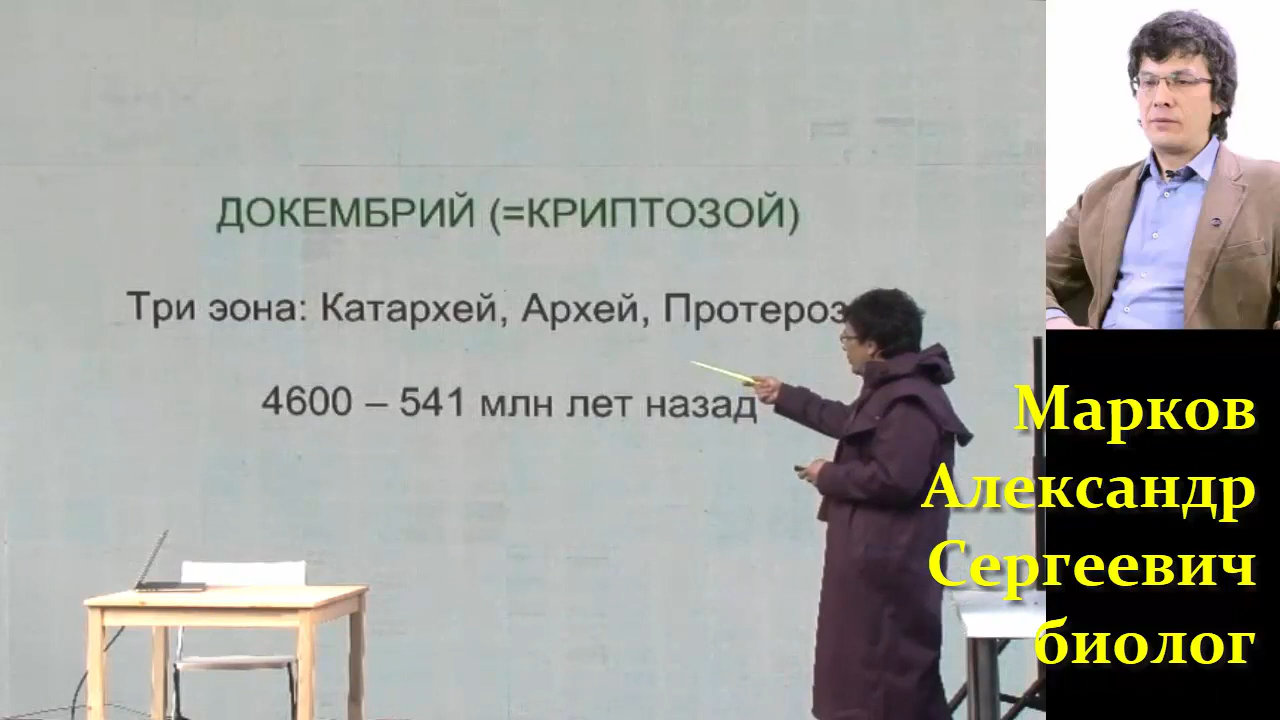 ДОКЕМБРИЙ (=КРИПТОЗОЙ)
Три эона: Катархей, Архей, Протероз
4600 – 541 млн лет назад
Марков
Александр
Сергеевич
биолог